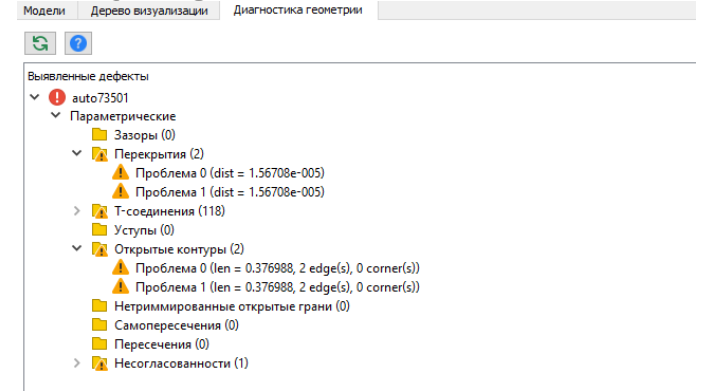 Модели Дерево визуализации Диагностика геометрии
Выявленные дефекты
auto73501
Параметрические
Зазоры (0)
Перекрытия (2)
Проблема 0 (dist = 1.56708e-005)
Проблема 1 (dist = 1.56708e-005)
Т-соединения (118)
Уступы (0)
Открытые контуры (2)
Проблема 0 (len = 0.376988, 2 edge(s), 0 corner(s))
Проблема 1 (len = 0.376988, 2 edge(s), 0 corner(s))
Нетриммированные открытые грани (0)
Самопересечения (0)
Пересечения (0)
Несогласованности (1)